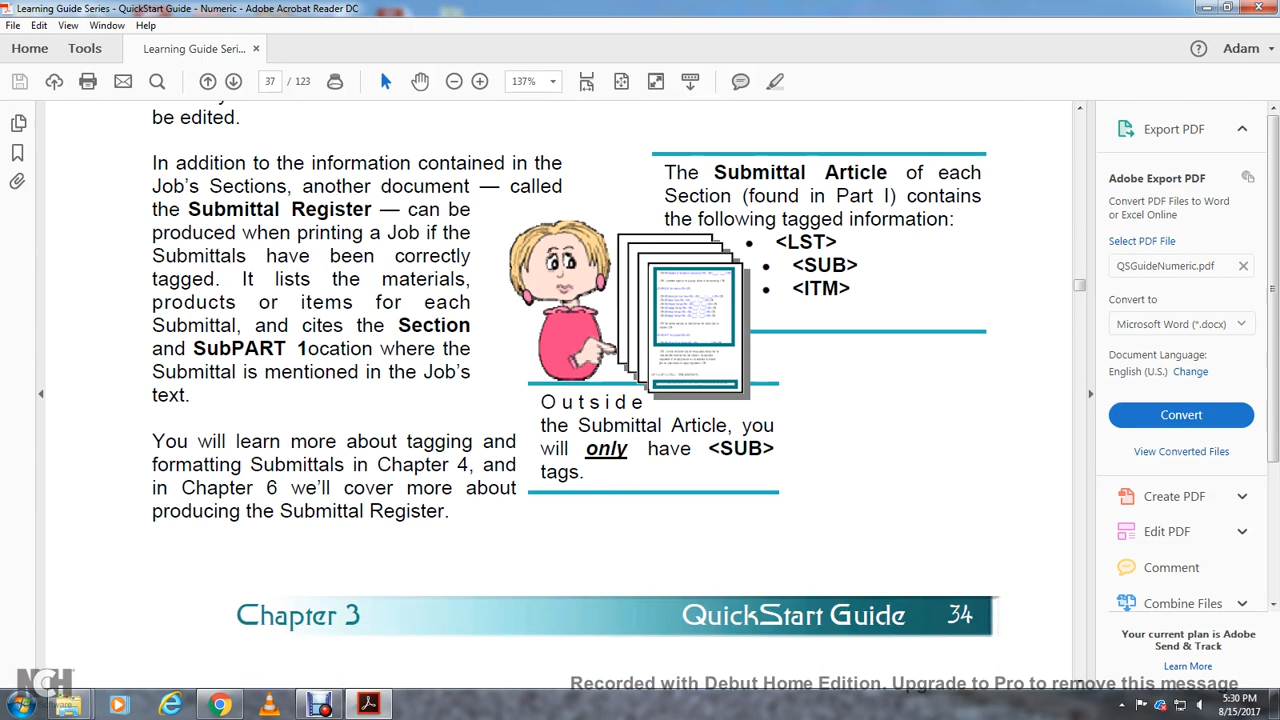 Learning Guide Series - QuickStart Guide - Numeric - Adobe Acrobat Reader DC
File Edit View Window Help
Home Tools Learning Guide Seri... × Adam
37 / 123 137%
be edited.
In addition to the information contained in the
Job's Sections, another document — called
the Submittal Register — can be
produced when printing a Job if the
Submittals have been correctly
tagged. It lists the materials,
products or items for each
Submittal, and cites the Section
and SubPART 1ocation where the
Submittal is mentioned in the Job's
text.
You will learn more about tagging and
formatting Submittals in Chapter 4, and
in Chapter 6 we'll cover more about
producing the Submittal Register.
The Submittal Article of each
Section (found in Part I) contains
the following tagged information:
• <LST>
• <SUB>
• <ITM>
Outside
the Submittal Article, you
will only have <SUB>
tags.
Chapter 3 QuickStart Guide 34
Export PDF
Adobe Export PDF
Convert PDF Files to Word
or Excel Online
Select PDF File
QSGuideNumeric.pdf
Convert to
Microsoft Word (*.docx)
Document Language:
English (U.S.) Change
Convert
View Converted Files
Create PDF
Edit PDF
Comment
Combine Files
Your current plan is Adobe
Send & Track
Learn More
NCH
Software
Recorded with Debut Home Edition. Upgrade to Pro to remove this message
5:30 PM
8/15/2017